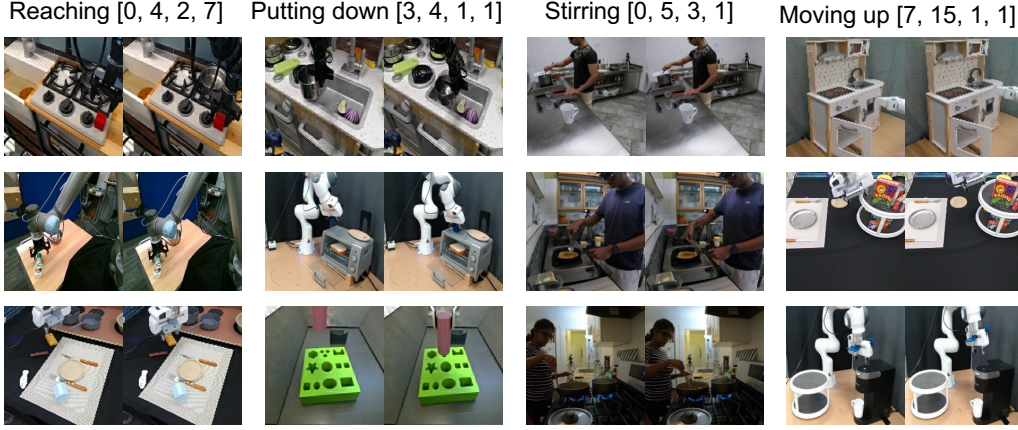 Reaching [0, 4, 2, 7]
Putting down [3, 4, 1, 1]
Stirring [0, 5, 3, 1]
Moving up [7, 15, 1, 1]